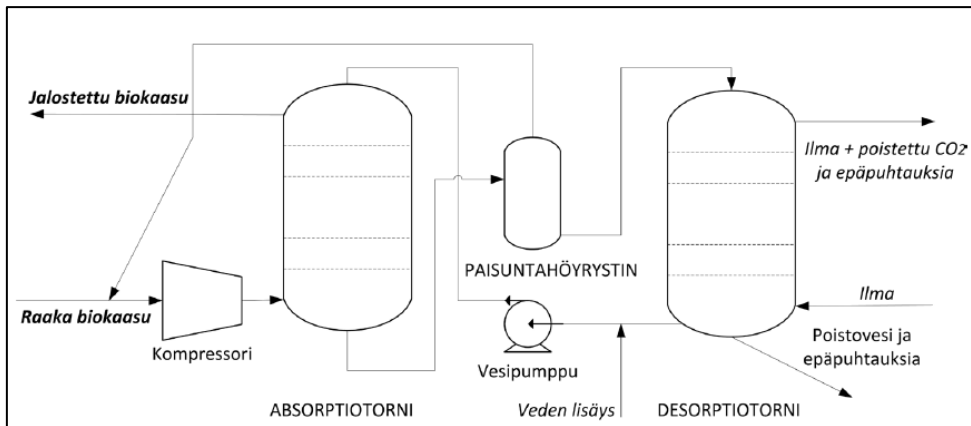 Jalostettu biokaasu
Ilma + poistettu CO2
ja epäpuhtauksia
PAISUNTAHÖYRYSTIN
Ilma
Raaka biokaasu
Kompressori
Vesipumppu
Poistovesi ja
epäpuhtauksia
ABSORPTIOTORNI
Veden lisäys
DESORPTIOTORNI